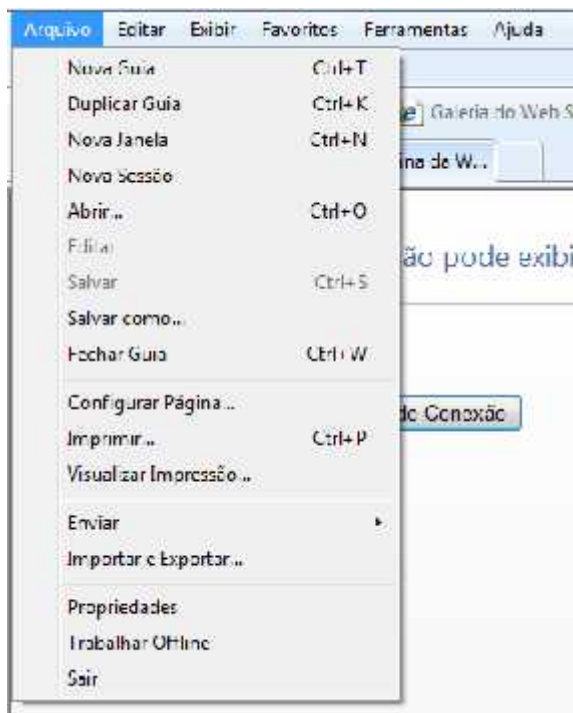 Arquivo Editar Exibir Favoritos Ferramentas Ajuda
Nova Guia Ctrl+T
Duplicar Guia Ctrl+K
Galeria do Web S
Nova Janela Ctrl+N
ina da W...
Nova Sessão
Abrir... Ctrl+O
Editar
ão pode exibi
Salvar Ctrl+S
Salvar como...
Fechar Guia Ctrl+W
Configurar Página...
de Conexão
Imprimir... Ctrl+P
Visualizar Impressão...
Enviar
Importar e Exportar...
Propriedades
Trabalhar Offline
Sair